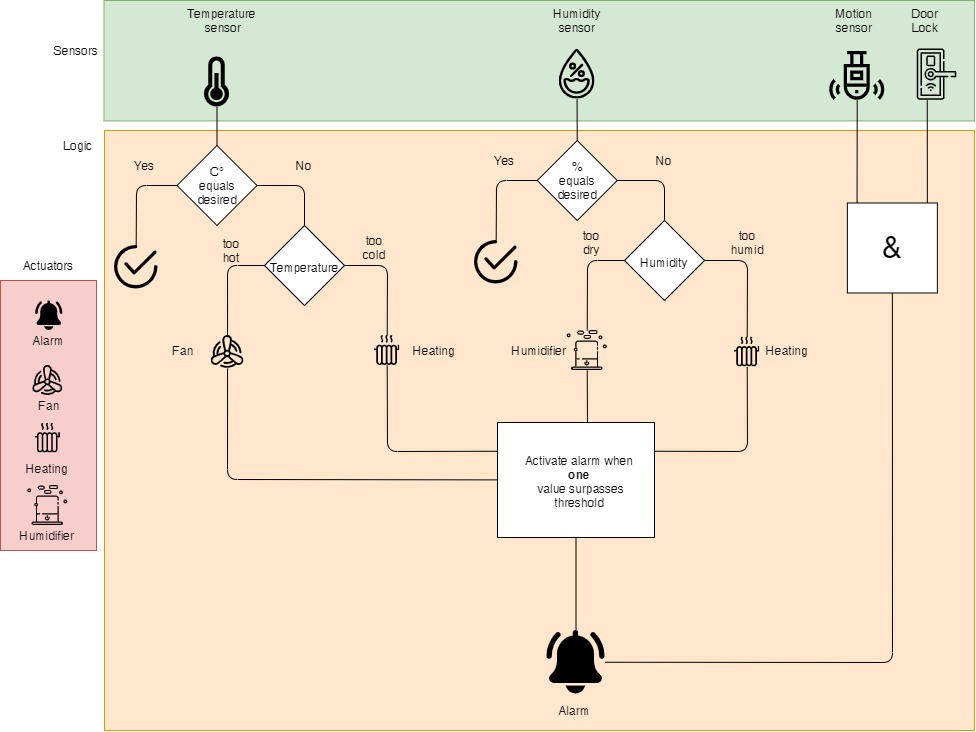 Temperature
sensor
Humidity
sensor
Motion
sensor
Door
Lock
Sensors
Logic
Yes
C°
equals
desired
No
Yes
%
equals
desired
No
too
hot
Temperature
too
cold
too
dry
Humidity
too
humid
&
Actuators
Alarm
Fan
Heating
Humidifier
Fan
Heating
Humidifier
Heating
Activate alarm when
one
value surpasses
threshold
Alarm